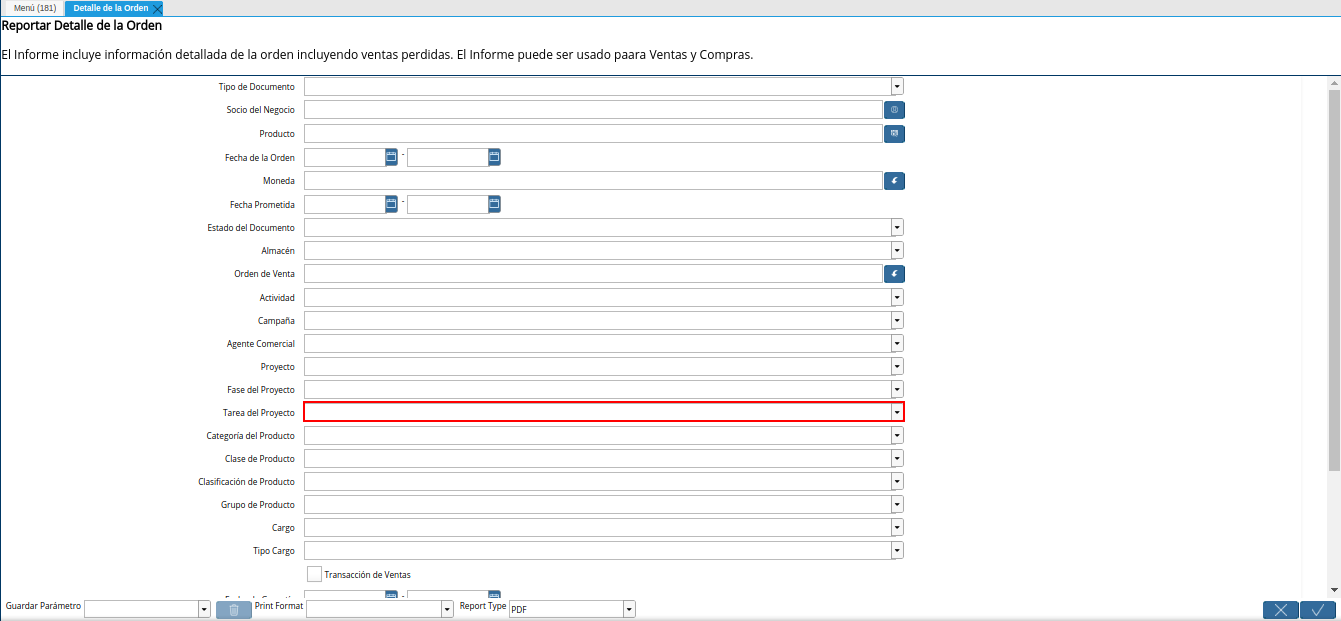 Menú (181)
Detalle de la Orden
Reportar Detalle de la Orden
El Informe incluye información detallada de la orden incluyendo ventas perdidas. El Informe puede ser usado paara Ventas y Compras.
Tipo de Documento
Socio del Negocio
Producto
Fecha de la Orden -
Moneda
Fecha Prometida -
Estado del Documento
Almacén
Orden de Venta
Actividad
Campaña
Agente Comercial
Proyecto
Fase del Proyecto
Tarea del Proyecto
Categoría del Producto
Clase de Producto
Clasificación de Producto
Grupo de Producto
Cargo
Tipo Cargo
Transacción de Ventas
Guardar Parámetro
Print Format
Report Type PDF